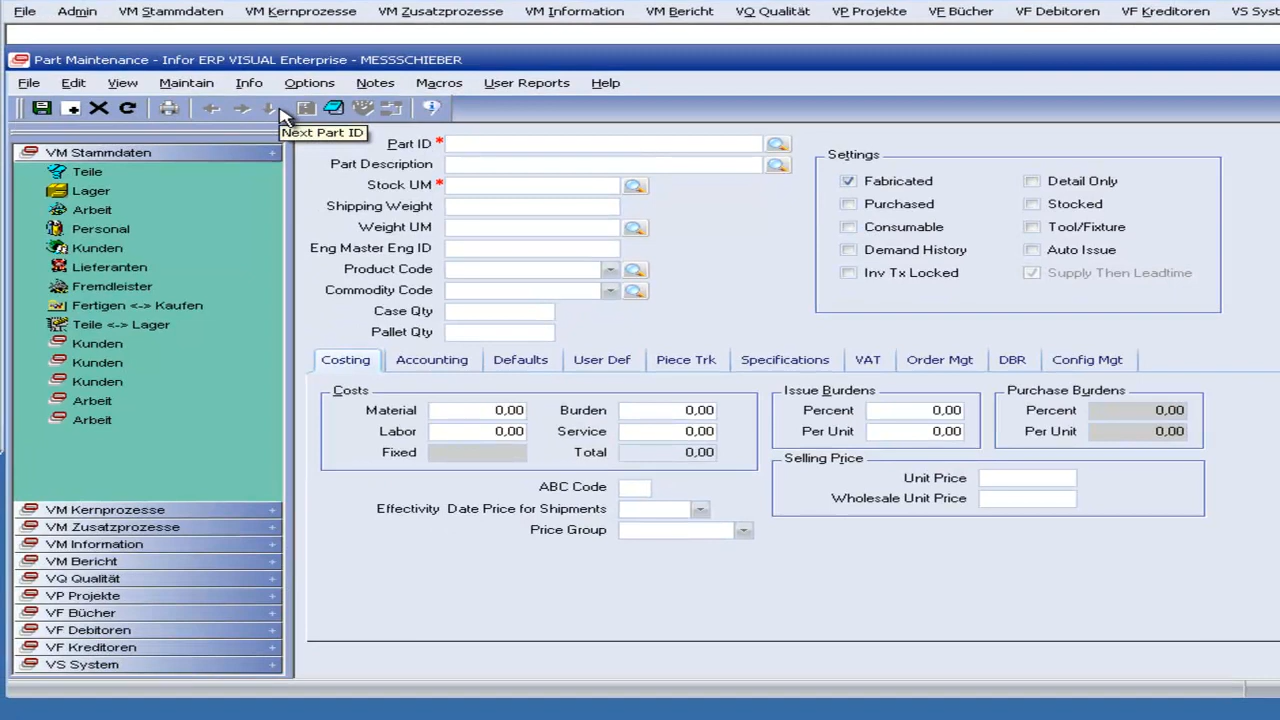 File Admin VM Stammdaten VM Kernprozesse VM Zusatzprozesse VM Information VM Bericht VQ Qualität VP Projekte VF Bücher VF Debitoren VF Kreditoren VS Syst
Part Maintenance - Infor ERP VISUAL Enterprise - MESSSCHIEBER
File Edit View Maintain Info Options Notes Macros User Reports Help
Next Part ID
VM Stammdaten
Teile
Lager
Arbeit
Personal
Kunden
Lieferanten
Fremdleister
Fertigen <-> Kaufen
Teile <-> Lager
Kunden
Kunden
Kunden
Arbeit
Arbeit
VM Kernprozesse
VM Zusatzprozesse
VM Information
VM Bericht
VQ Qualität
VP Projekte
VF Bücher
VF Debitoren
VF Kreditoren
VS System
Part ID *
Part Description
Stock UM *
Shipping Weight
Weight UM
Eng Master Eng ID
Product Code
Commodity Code
Case Qty
Pallet Qty
Settings
Fabricated Detail Only
Purchased Stocked
Consumable Tool/Fixture
Demand History Auto Issue
Inv Tx Locked Supply Then Leadtime
Costing Accounting Defaults User Def Piece Trk Specifications VAT Order Mgt DBR Config Mgt
Costs
Material 0,00 Burden 0,00
Labor 0,00 Service 0,00
Fixed Total 0,00
Issue Burdens
Percent 0,00
Per Unit 0,00
Purchase Burdens
Percent 0,00
Per Unit 0,00
Selling Price
Unit Price
Wholesale Unit Price
ABC Code
Effectivity Date Price for Shipments
Price Group